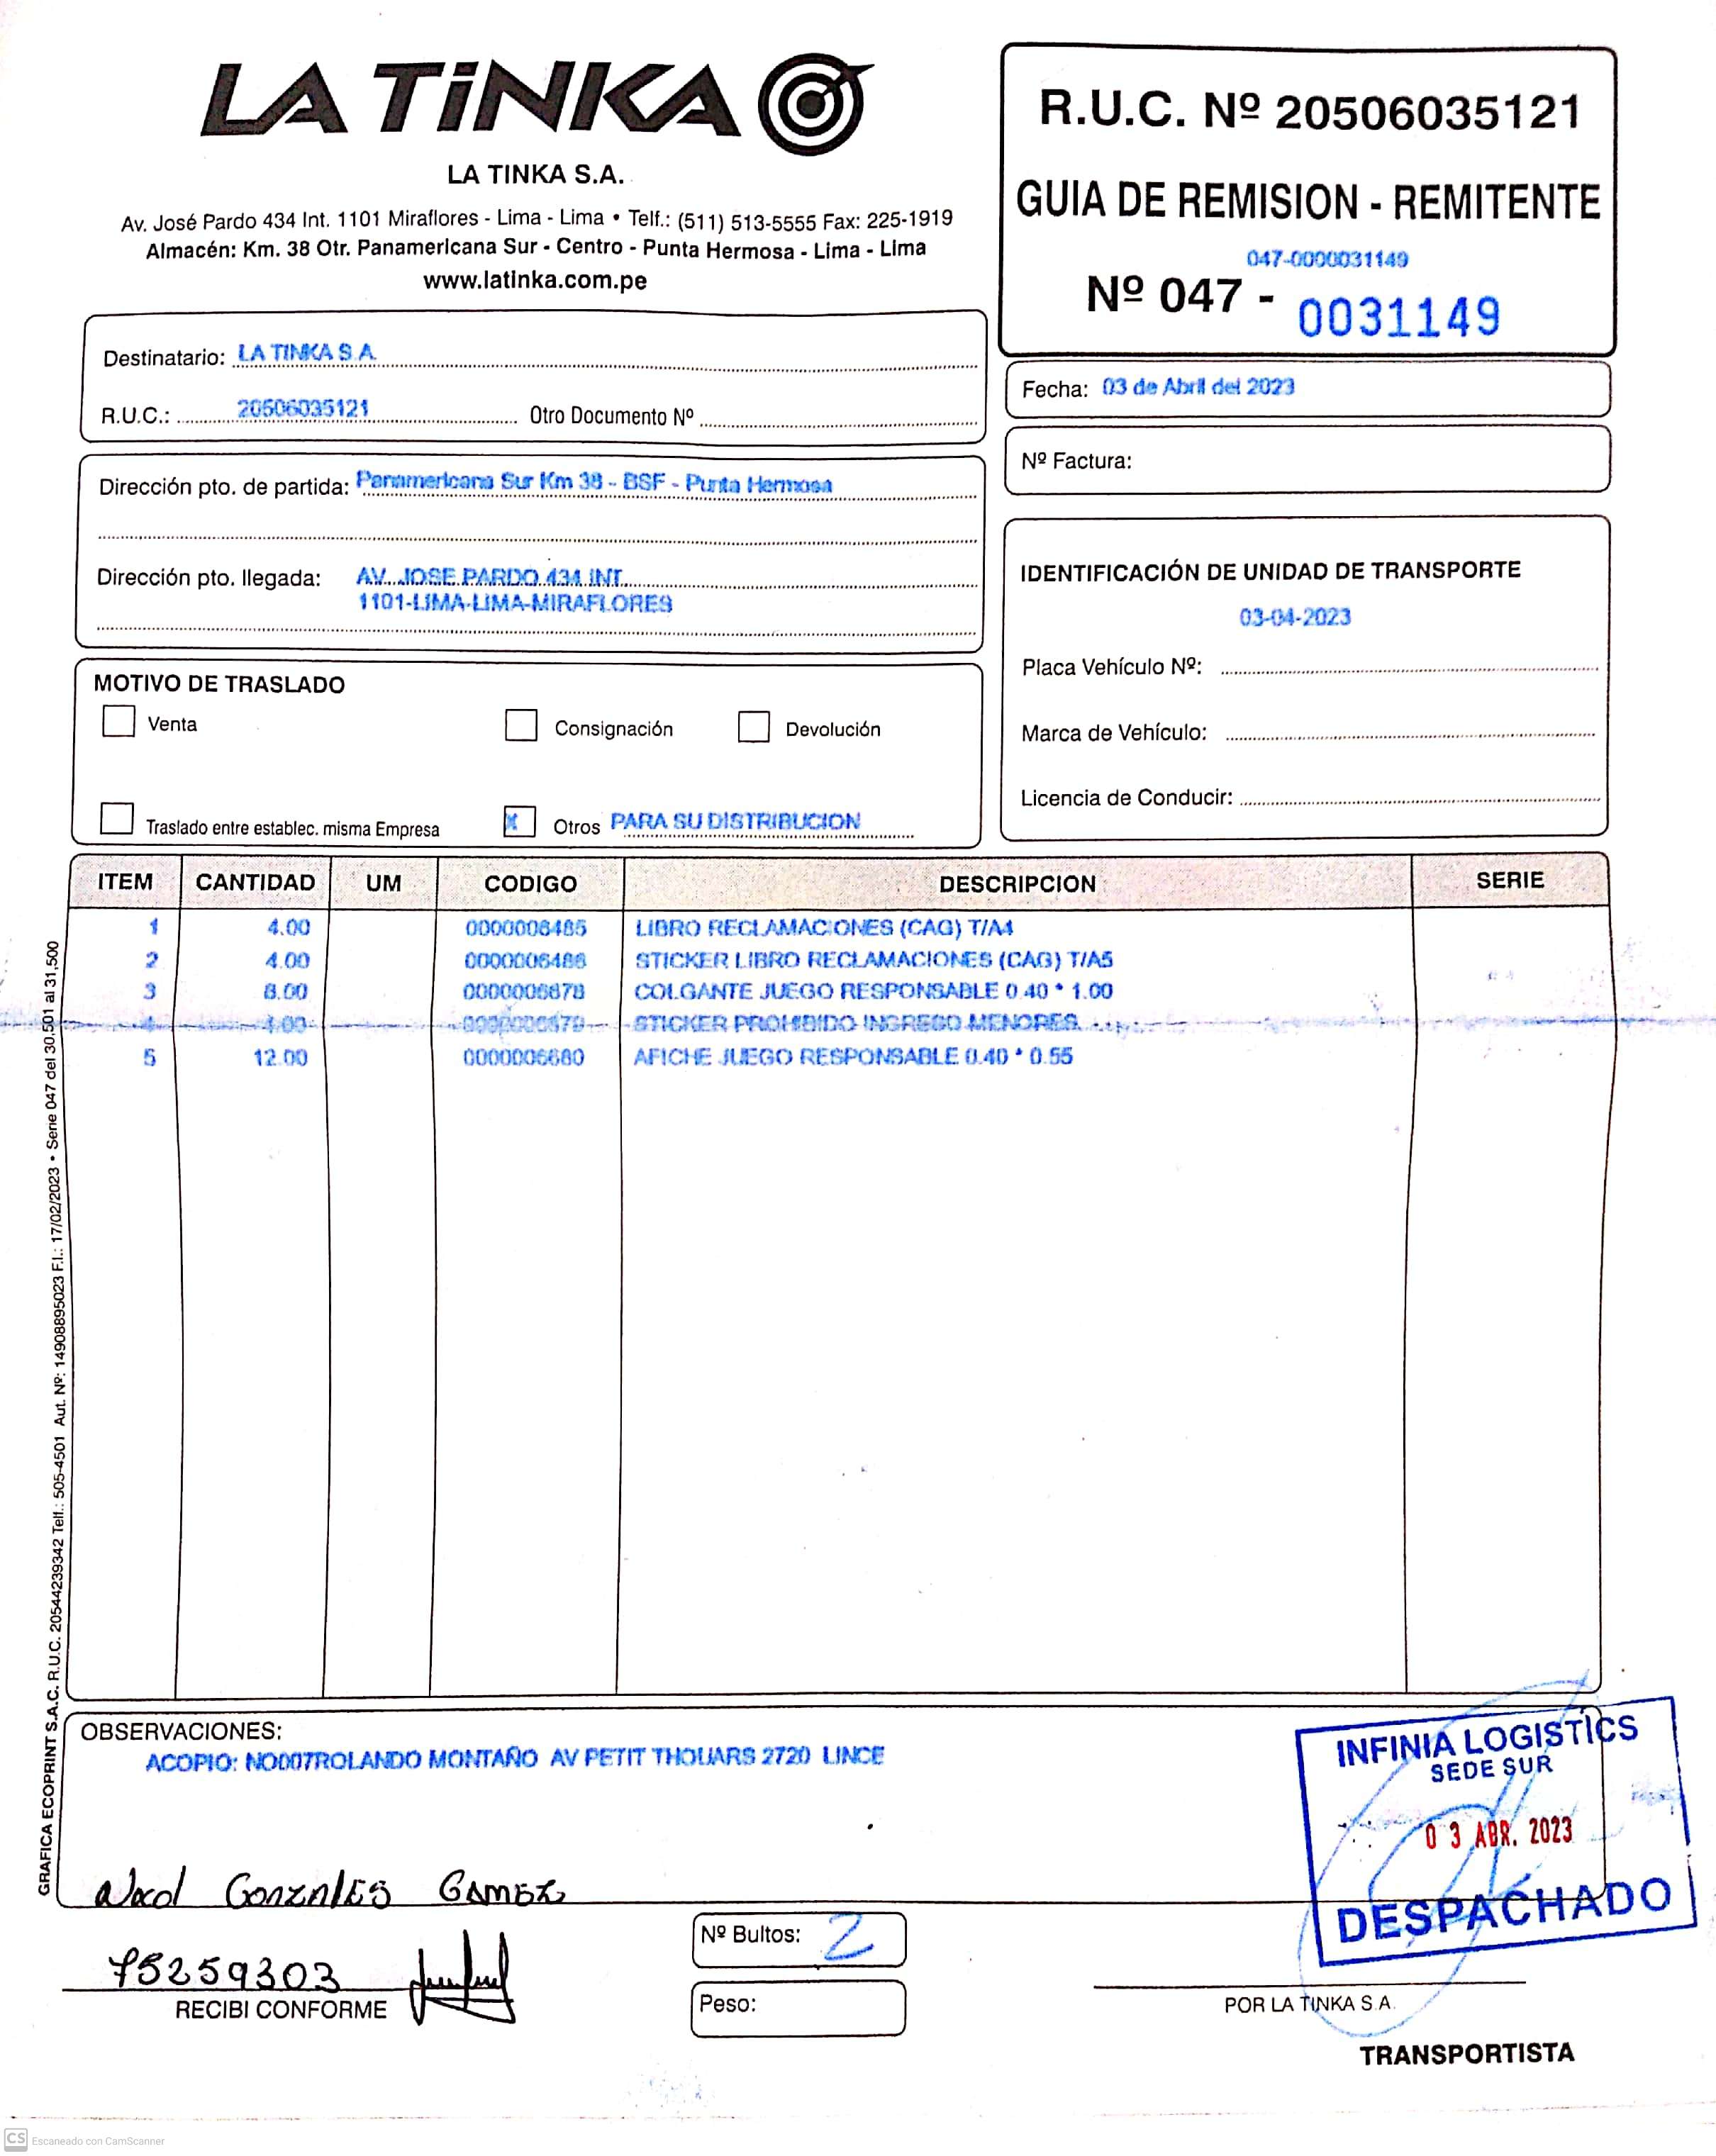 LA TiNKA
LA TINKA S.A.
Av. José Pardo 434 Int. 1101 Miraflores - Lima - Lima • Telf.: (511) 513-5555 Fax: 225-1919
Almacén: Km. 38 Otr. Panamericana Sur - Centro - Punta Hermosa - Lima - Lima
www.latinka.com.pe
R.U.C. Nº 20506035121
GUIA DE REMISION - REMITENTE
047-0000031149
Nº 047 - 0031149
Destinatario: LA TINKA S.A.
R.U.C.: 20506035121 Otro Documento Nº
Fecha: 03 de Abril del 2023
Nº Factura:
Dirección pto. de partida: Panamericana Sur Km 38 - BSF - Punta Hermosa
Dirección pto. llegada: AV. JOSE PARDO 434 INT.
1101-LIMA-LIMA-MIRAFLORES
IDENTIFICACIÓN DE UNIDAD DE TRANSPORTE
03-04-2023
Placa Vehículo Nº:
Marca de Vehículo:
Licencia de Conducir:
MOTIVO DE TRASLADO
Venta Consignación Devolución
Traslado entre establec. misma Empresa X Otros PARA SU DISTRIBUCION
ITEM CANTIDAD UM CODIGO DESCRIPCION SERIE
1 4.00 0000006485 LIBRO RECLAMACIONES (CAG) T/A4
2 4.00 0000006486 STICKER LIBRO RECLAMACIONES (CAG) T/A5
3 8.00 0000006678 COLGANTE JUEGO RESPONSABLE 0.40 * 1.00
4 4.00 0000006679 STICKER PROHIBIDO INGRESO MENORES
5 12.00 0000006680 AFICHE JUEGO RESPONSABLE 0.40 * 0.55
GRAFICA ECOPRINT S.A.C. R.U.C. 20544239342 Telf.: 505-4501 Aut. Nº: 14908895023 F.I.: 17/02/2023 • Serie 047 del 30,501 al 31,500
OBSERVACIONES:
ACOPIO: NO007ROLANDO MONTAÑO AV PETIT THOUARS 2720 LINCE
INFINIA LOGISTICS
SEDE SUR
03 ABR. 2023
DESPACHADO
Gonzales Gamez
75259303
RECIBI CONFORME
Nº Bultos: 2
Peso:
POR LA TINKA S.A.
TRANSPORTISTA
CS Escaneado con CamScanner